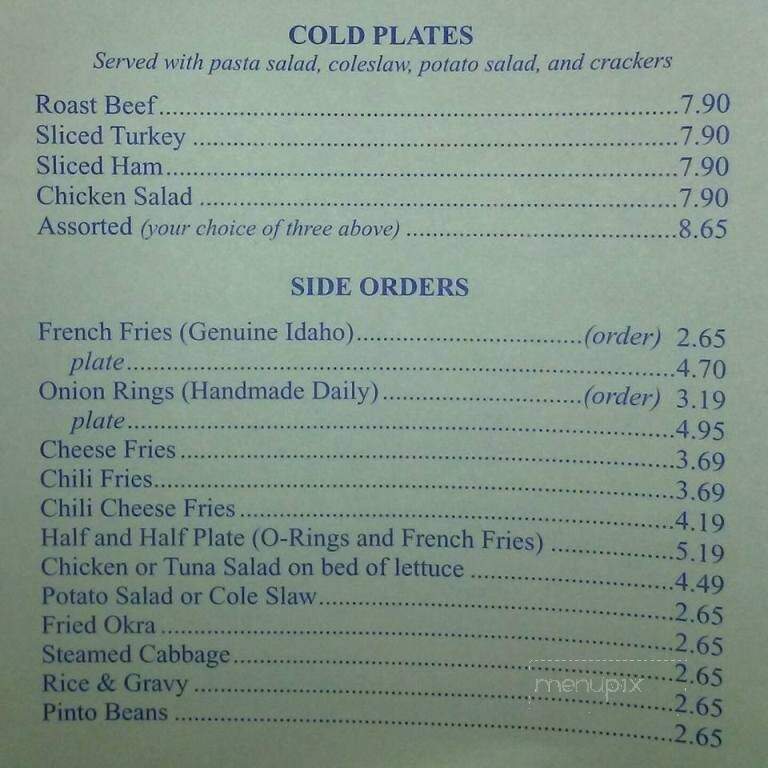 COLD PLATES
Served with pasta salad, coleslaw, potato salad, and crackers
Roast Beef 7.90
Sliced Turkey 7.90
Sliced Ham 7.90
Chicken Salad 7.90
Assorted (your choice of three above) 8.65
SIDE ORDERS
French Fries (Genuine Idaho) (order) 2.65
plate 4.70
Onion Rings (Handmade Daily) (order) 3.19
plate 4.95
Cheese Fries 3.69
Chili Fries 3.69
Chili Cheese Fries 4.19
Half and Half Plate (O-Rings and French Fries) 5.19
Chicken or Tuna Salad on bed of lettuce 4.49
Potato Salad or Cole Slaw 2.65
Fried Okra 2.65
Steamed Cabbage 2.65
Rice & Gravy 2.65
Pinto Beans 2.65
menupix